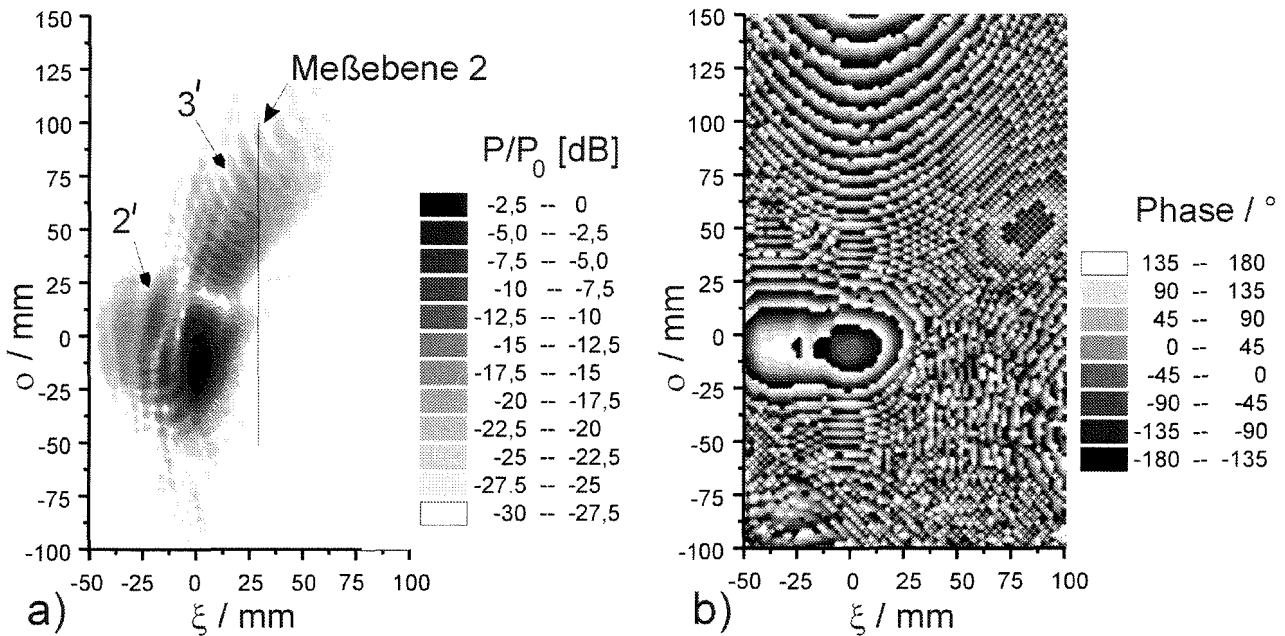 150
125
100
75
50
25
0
-25
-50
-75
-100
ο / mm
-50 -25 0 25 50 75 100
ξ / mm
a)
Meßebene 2
3'
2'
P/P0 [dB]
-2,5 -- 0
-5,0 -- -2,5
-7,5 -- -5,0
-10 -- -7,5
-12,5 -- -10
-15 -- -12,5
-17,5 -- -15
-20 -- -17,5
-22,5 -- -20
-25 -- -22,5
-27.5 -- -25
-30 -- -27,5
150
125
100
75
50
25
0
-25
-50
-75
-100
ο / mm
-50 -25 0 25 50 75 100
ξ / mm
b)
Phase / °
135 -- 180
90 -- 135
45 -- 90
0 -- 45
-45 -- 0
-90 -- -45
-135 -- -90
-180 -- -135